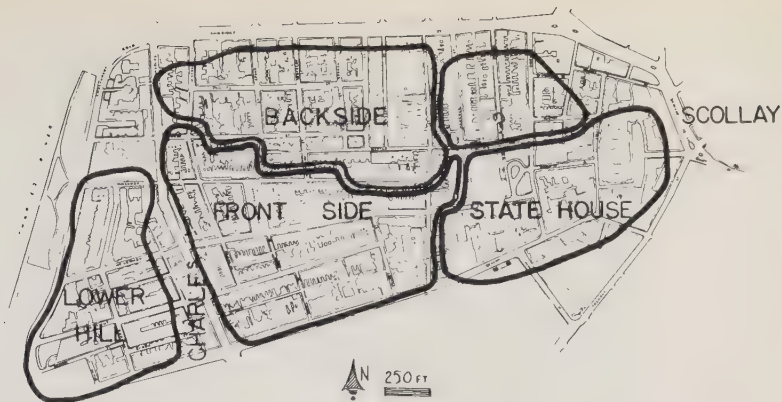 BACKSIDE
SCOLLAY
FRONT SIDE
STATE HOUSE
LOWER
HILL
CHARLES
N 250 FT